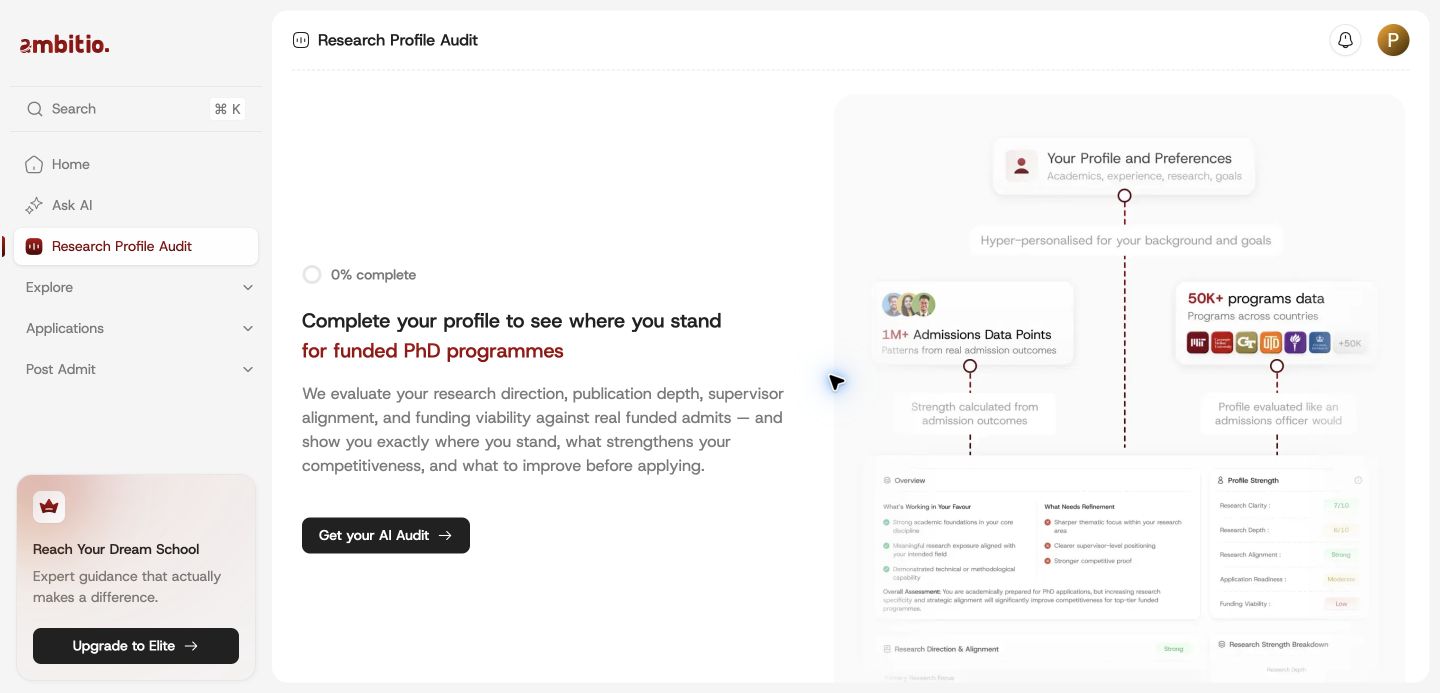 ambitio.
Search
⌘ K
Home
Ask AI
Research Profile Audit
Explore
Applications
Post Admit
Reach Your Dream School
Expert guidance that actually
makes a difference.
Upgrade to Elite →
Research Profile Audit
P
0% complete
Complete your profile to see where you stand
for funded PhD programmes
We evaluate your research direction, publication depth, supervisor
alignment, and funding viability against real funded admits — and
show you exactly where you stand, what strengthens your
competitiveness, and what to improve before applying.
Get your AI Audit →
Your Profile and Preferences
Academics, experience, research, goals
Hyper-personalised for your background and goals
1M+ Admissions Data Points
Patterns from real admission outcomes
50K+ programs data
Programs across countries
+50K
Strength calculated from
admission outcomes
Profile evaluated like an
admissions officer would
Overview
What's Working in Your Favour
Strong academic foundations in your core
discipline
Meaningful research exposure aligned with
your intended field
Demonstrated technical or methodological
capability
What Needs Refinement
Sharper thematic focus within your research
area
Clearer supervisor-level positioning
Stronger competitive proof
Overall Assessment: You are academically prepared for PhD applications, but increasing research
specificity and strategic alignment will significantly improve competitiveness for top-tier funded
programmes.
Profile Strength
Research Clarity : 7/10
Research Depth : 6/10
Research Alignment : Strong
Application Readiness : Moderate
Funding Viability : Low
Research Direction & Alignment
Strong
Primary Research Focus
Research Strength Breakdown
Research Depth